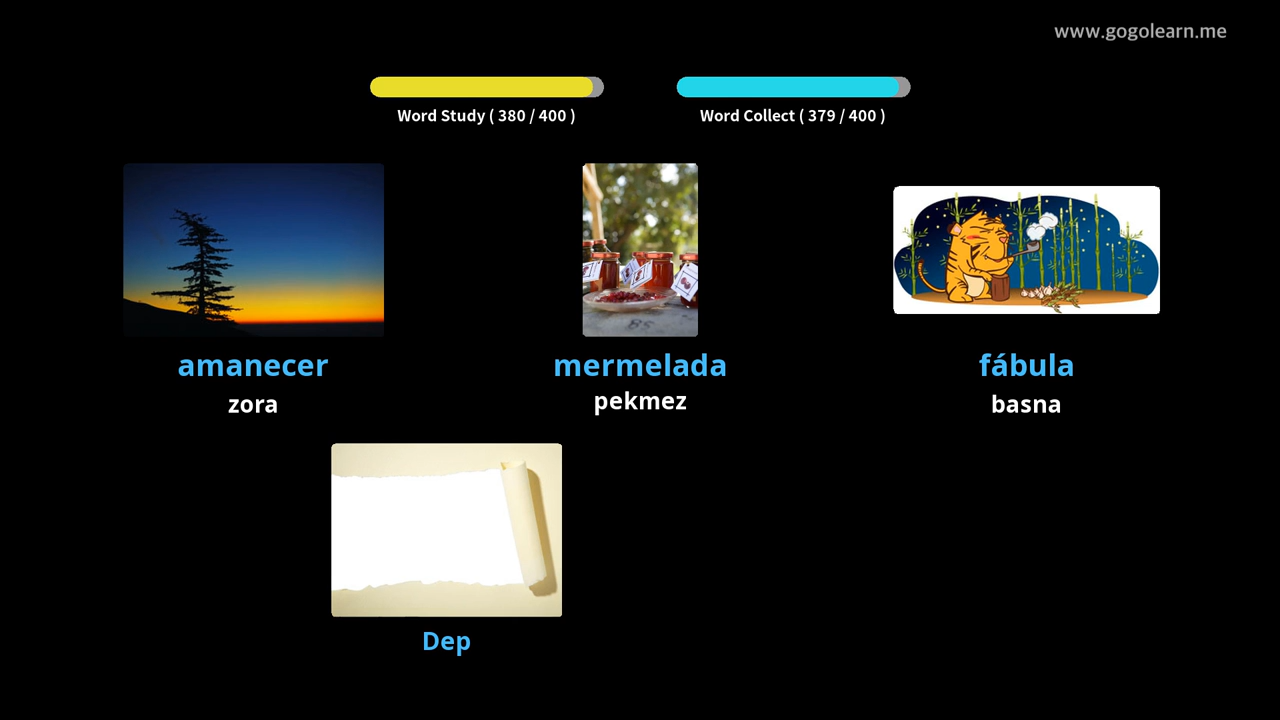 www.gogolearn.me
Word Study ( 380 / 400 )
Word Collect ( 379 / 400 )
amanecer
zora
mermelada
pekmez
fábula
basna
Dep